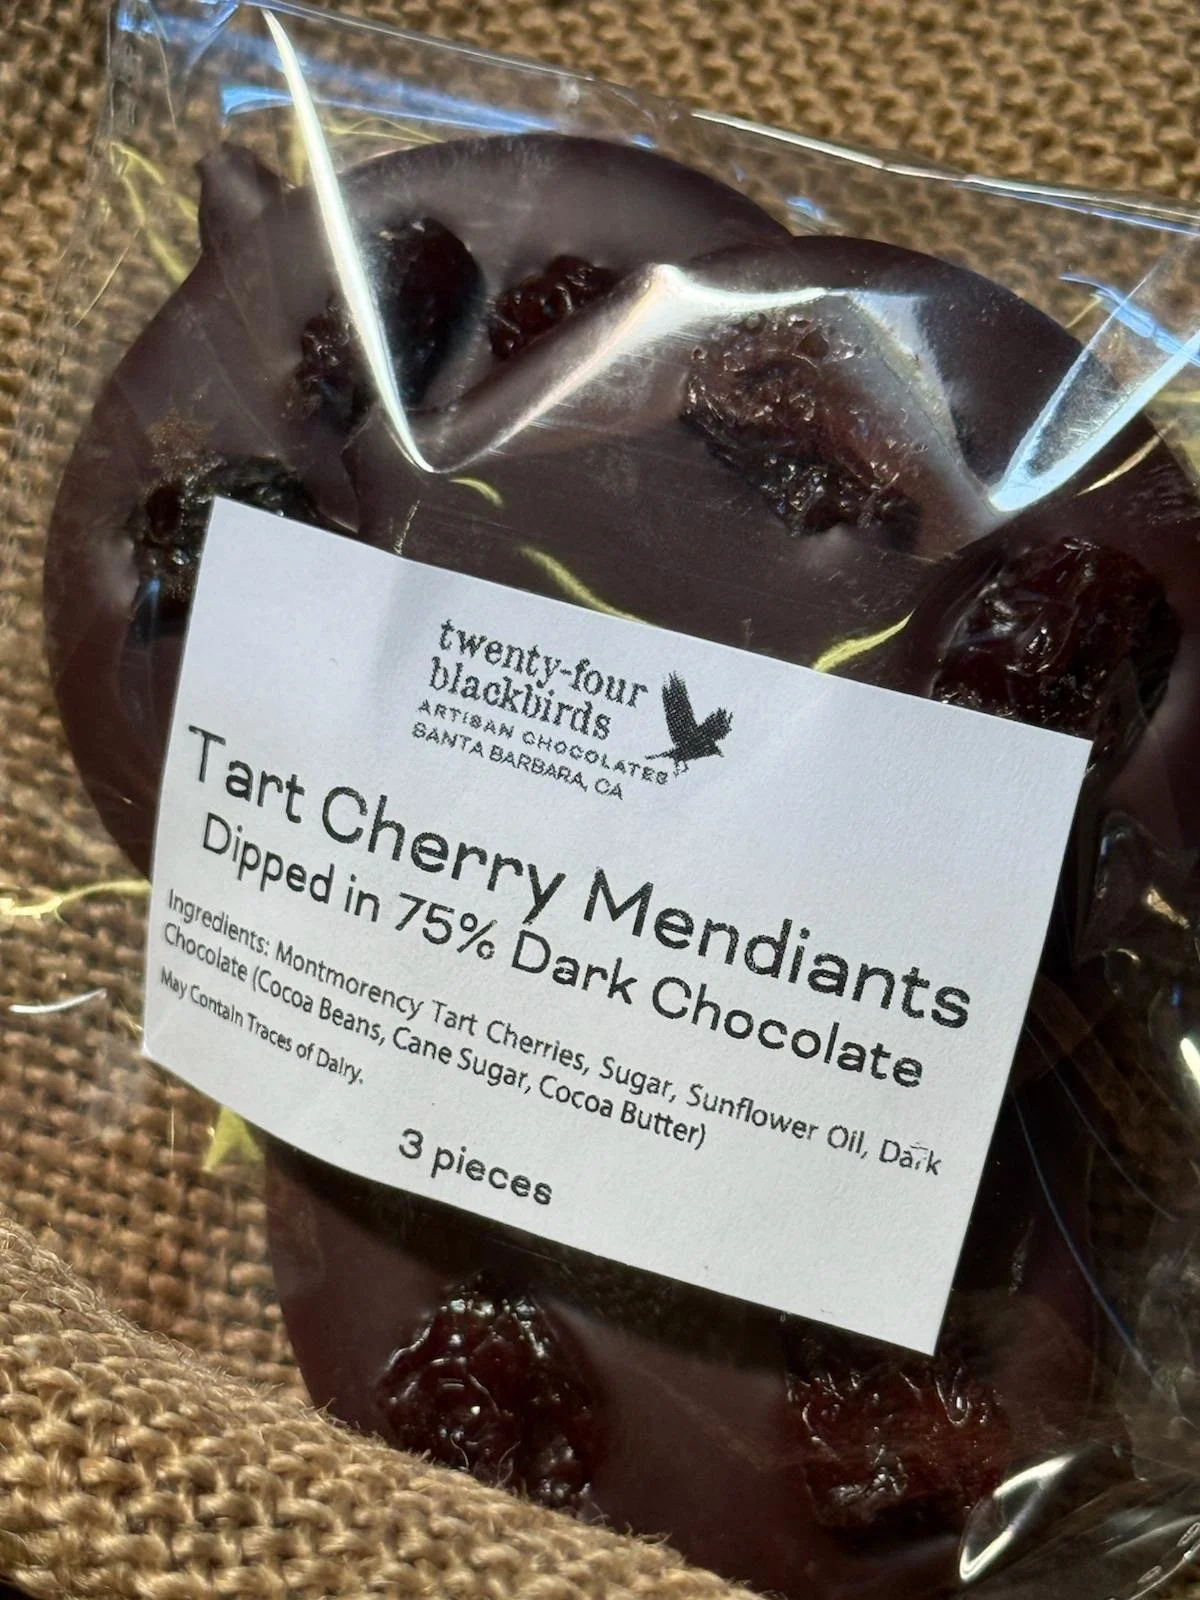 twenty-four
blackbirds
ARTISAN CHOCOLATES
SANTA BARBARA, CA
Tart Cherry Mendiants
Dipped in 75% Dark Chocolate
Ingredients: Montmorency Tart Cherries, Sugar, Sunflower Oil, Dark
Chocolate (Cocoa Beans, Cane Sugar, Cocoa Butter)
May Contain Traces of Dairy.
3 pieces